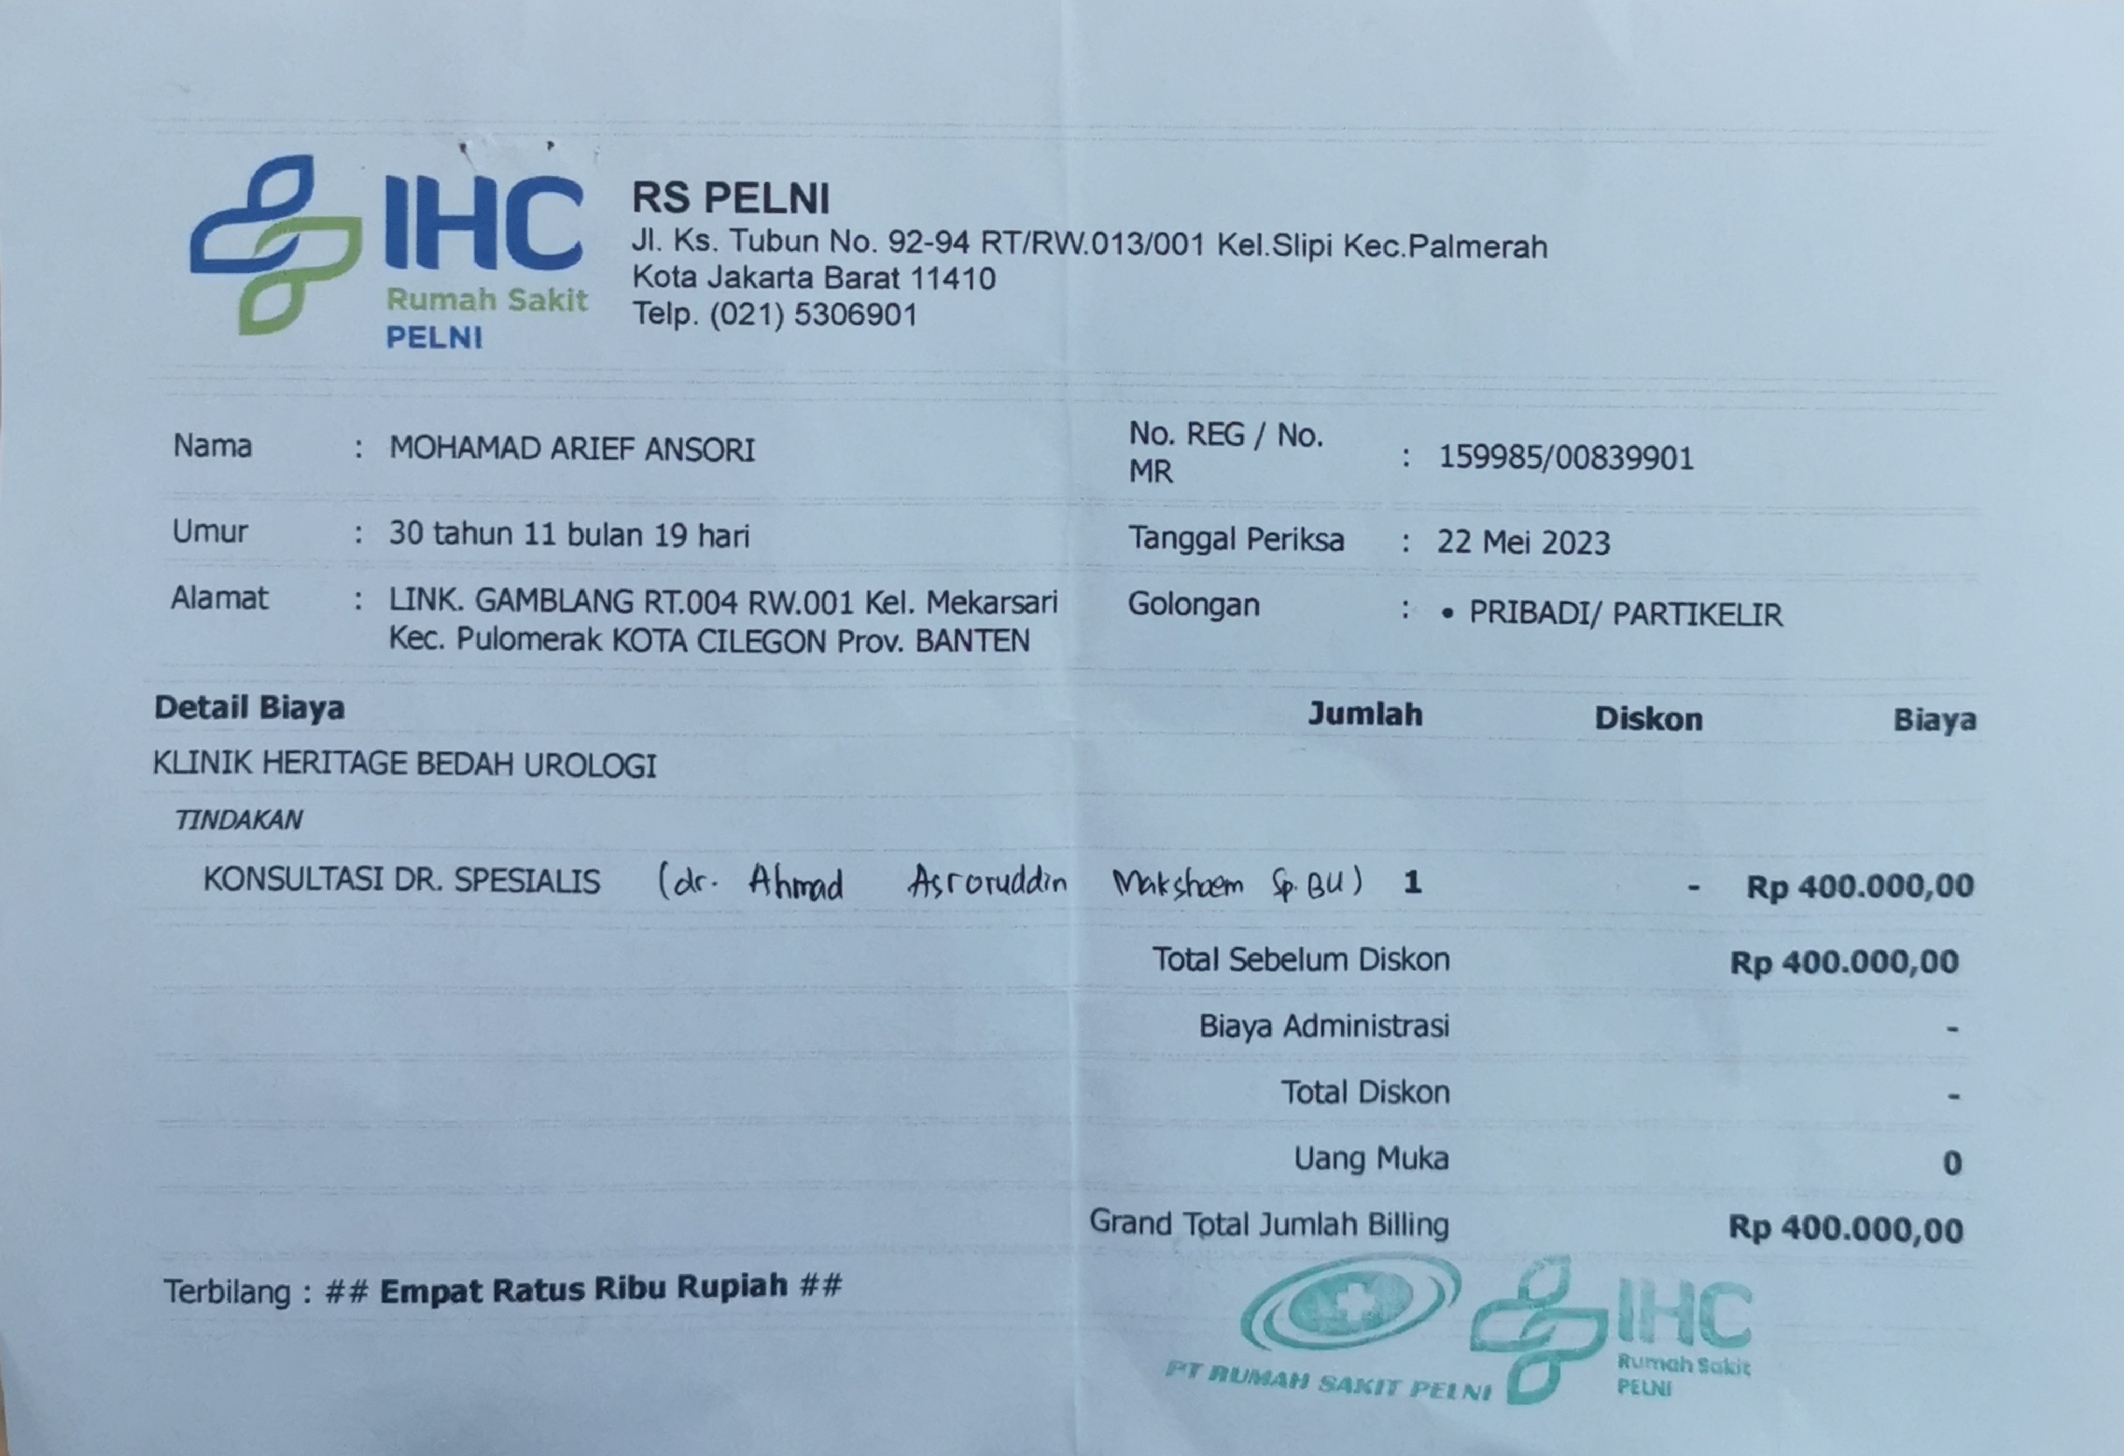 IHC
Rumah Sakit
PELNI
RS PELNI
Jl. Ks. Tubun No. 92-94 RT/RW.013/001 Kel.Slipi Kec.Palmerah
Kota Jakarta Barat 11410
Telp. (021) 5306901
Nama : MOHAMAD ARIEF ANSORI
No. REG / No. MR : 159985/00839901
Umur : 30 tahun 11 bulan 19 hari
Tanggal Periksa : 22 Mei 2023
Alamat : LINK. GAMBLANG RT.004 RW.001 Kel. Mekarsari
Kec. Pulomerak KOTA CILEGON Prov. BANTEN
Golongan : • PRIBADI/ PARTIKELIR
Detail Biaya Jumlah Diskon Biaya
KLINIK HERITAGE BEDAH UROLOGI
TINDAKAN
KONSULTASI DR. SPESIALIS (dr. Ahmad Asroruddin Makshoem Sp.BU) 1 - Rp 400.000,00
Total Sebelum Diskon Rp 400.000,00
Biaya Administrasi -
Total Diskon -
Uang Muka 0
Grand Total Jumlah Billing Rp 400.000,00
Terbilang : ## Empat Ratus Ribu Rupiah ##
PT RUMAH SAKIT PELNI
IHC
Rumah Sakit
PELNI